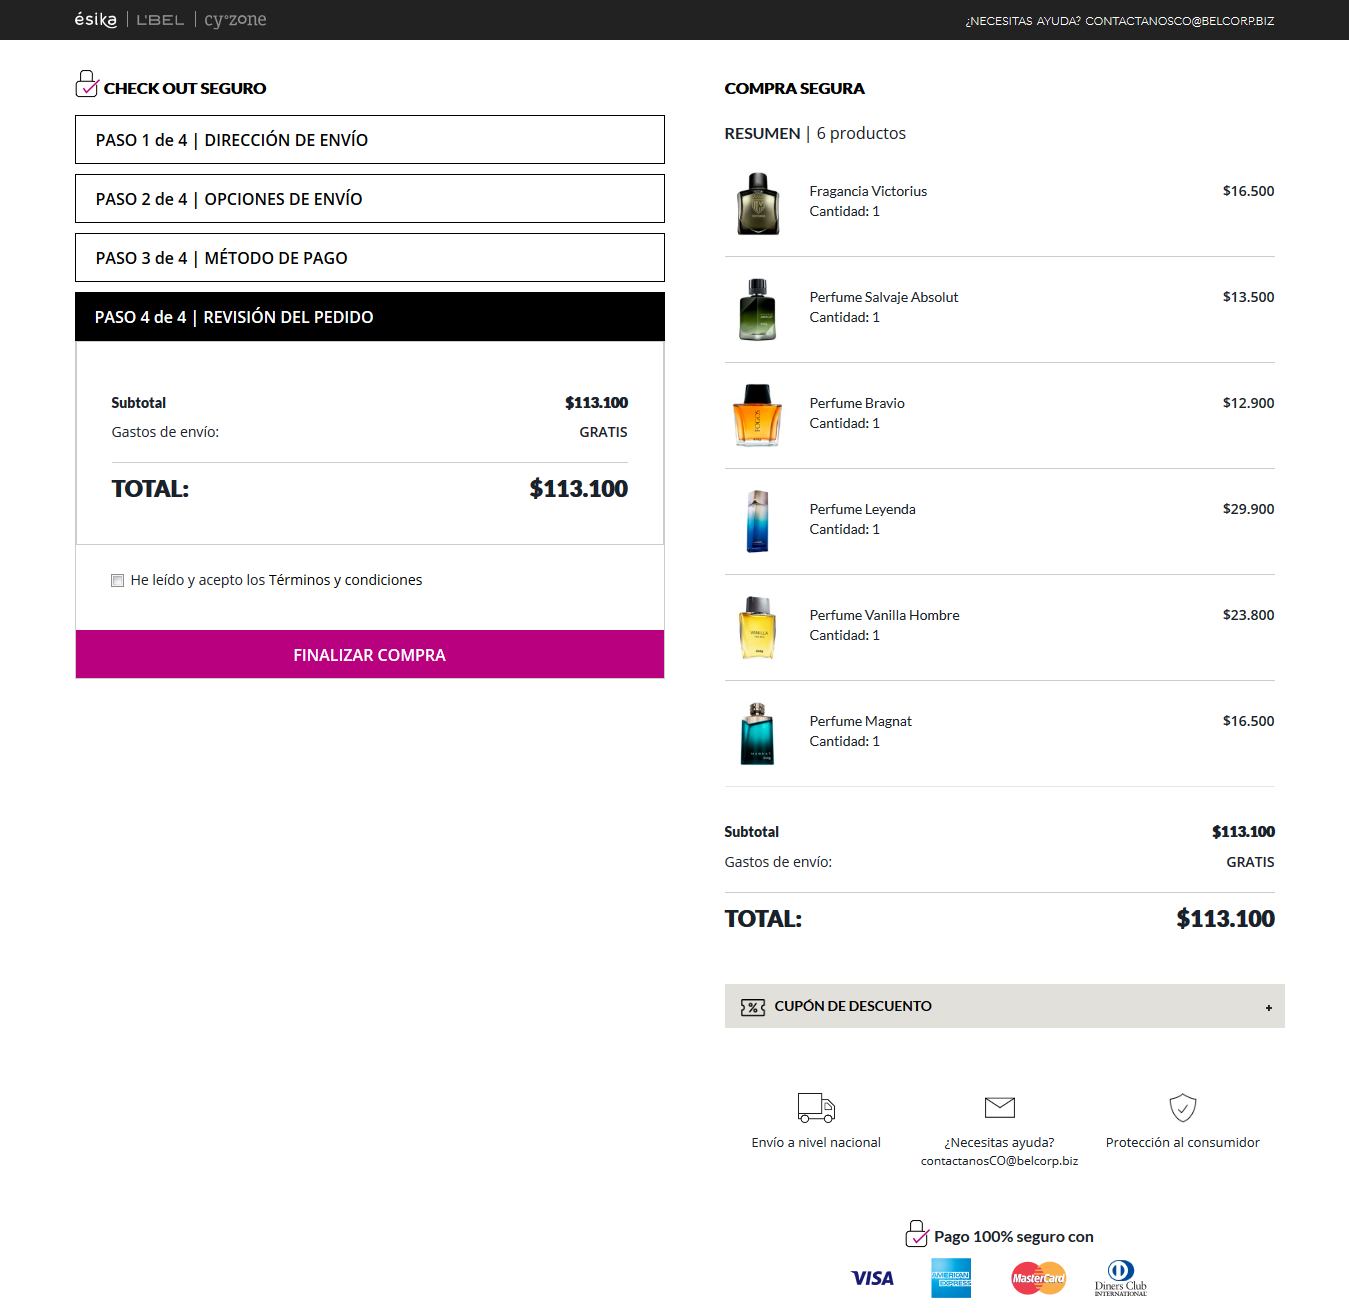 ésika | L'BEL | cy°zone
¿NECESITAS AYUDA? CONTACTANOSCO@BELCORP.BIZ
CHECK OUT SEGURO
PASO 1 de 4 | DIRECCIÓN DE ENVÍO
PASO 2 de 4 | OPCIONES DE ENVÍO
PASO 3 de 4 | MÉTODO DE PAGO
PASO 4 de 4 | REVISIÓN DEL PEDIDO
Subtotal $113.100
Gastos de envío: GRATIS
TOTAL: $113.100
He leído y acepto los Términos y condiciones
FINALIZAR COMPRA
COMPRA SEGURA
RESUMEN | 6 productos
Fragancia Victorius $16.500
Cantidad: 1
Perfume Salvaje Absolut $13.500
Cantidad: 1
FOGOS
Perfume Bravio $12.900
Cantidad: 1
Perfume Leyenda $29.900
Cantidad: 1
VANILLA
Perfume Vanilla Hombre $23.800
Cantidad: 1
MAGNAT
Perfume Magnat $16.500
Cantidad: 1
Subtotal $113.100
Gastos de envío: GRATIS
TOTAL: $113.100
% CUPÓN DE DESCUENTO +
Envío a nivel nacional
¿Necesitas ayuda?
contactanosCO@belcorp.biz
Protección al consumidor
Pago 100% seguro con
VISA
AMERICAN EXPRESS
MasterCard
Diners Club
INTERNATIONAL